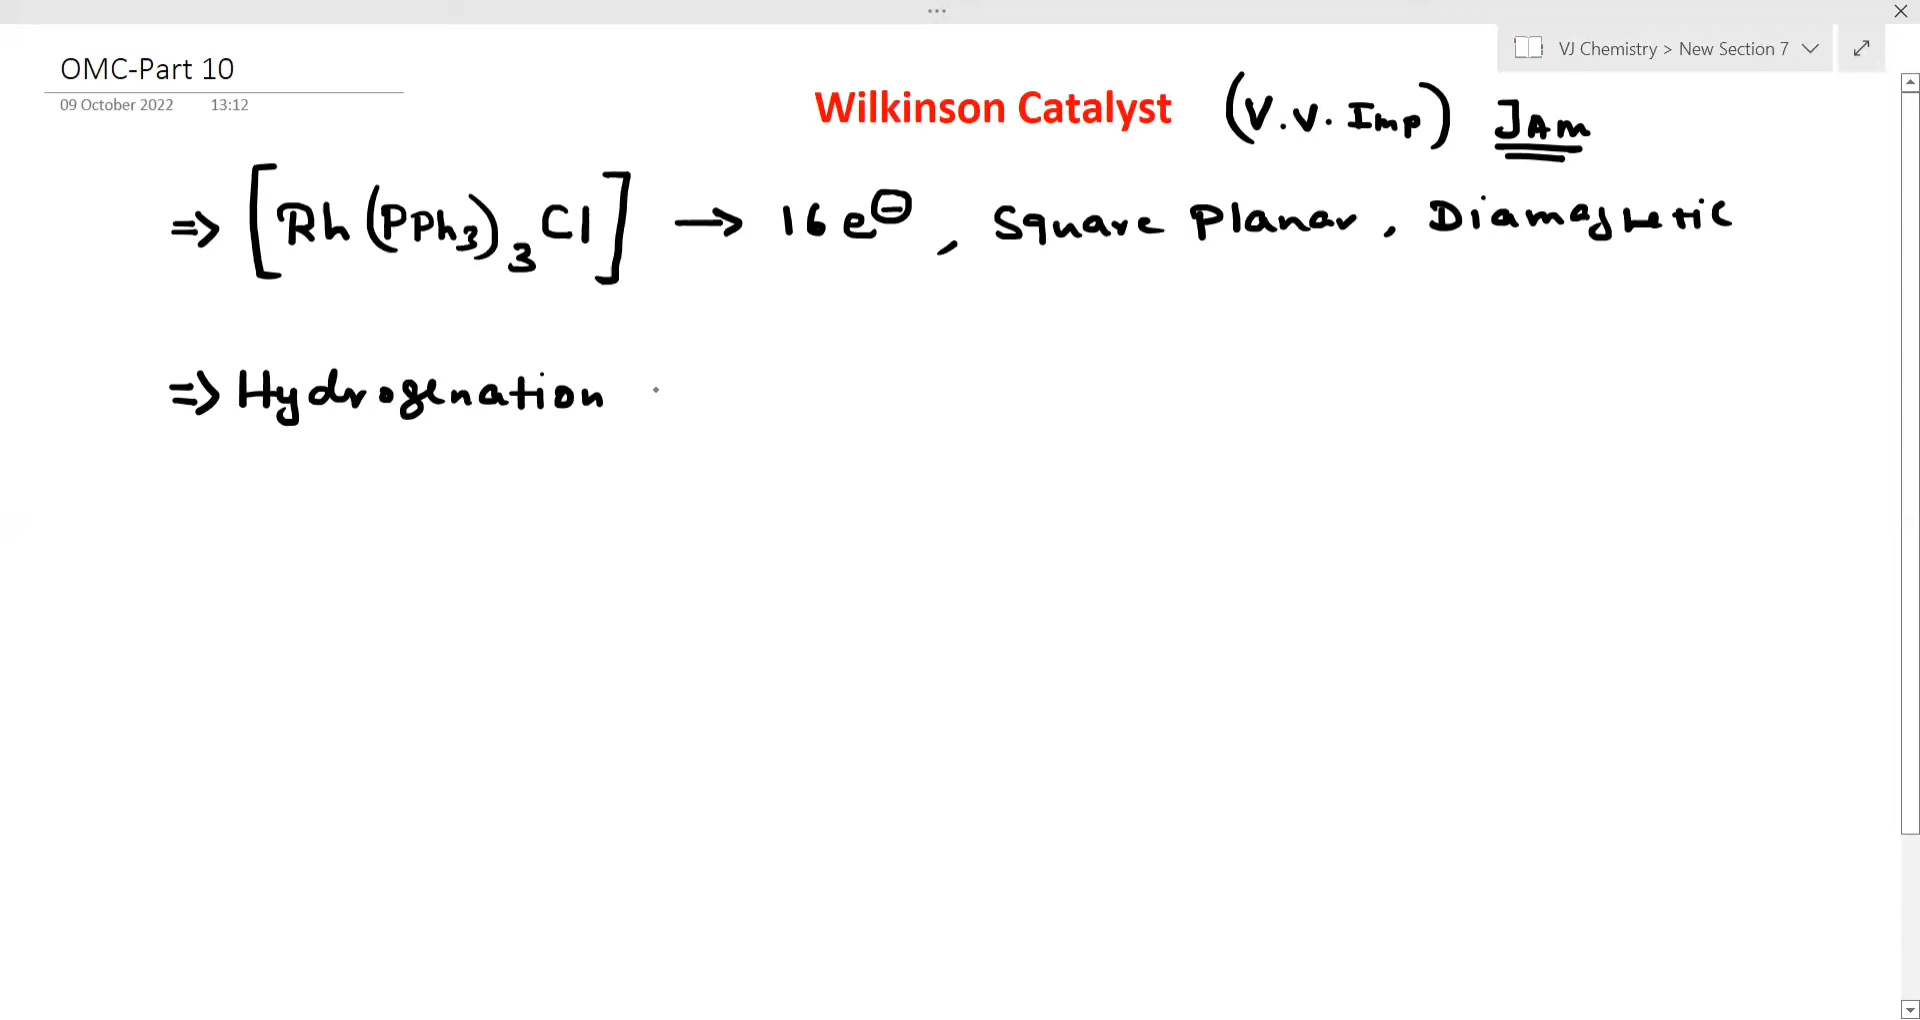 VJ Chemistry > New Section 7
OMC-Part 10
09 October 2022 13:12
Wilkinson Catalyst (V.V. Imp) JAM
⇒ [Rh(PPh₃)₃Cl] → 16e⊖, Square Planar, Diamagnetic
⇒ Hydrogenation